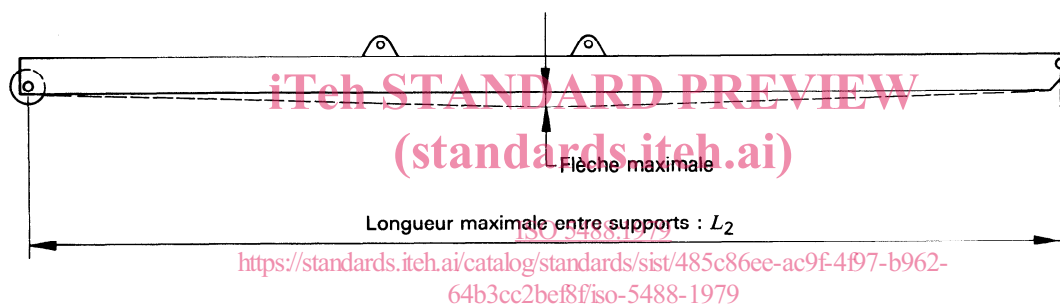 iTeh STANDARD PREVIEW
(standards.iteh.ai)
Flèche maximale
Longueur maximale entre supports : L2
ISO 5488:1979
https://standards.iteh.ai/catalog/standards/sist/485c86ee-ac9f-4f97-b962-
64b3cc2bef8f/iso-5488-1979